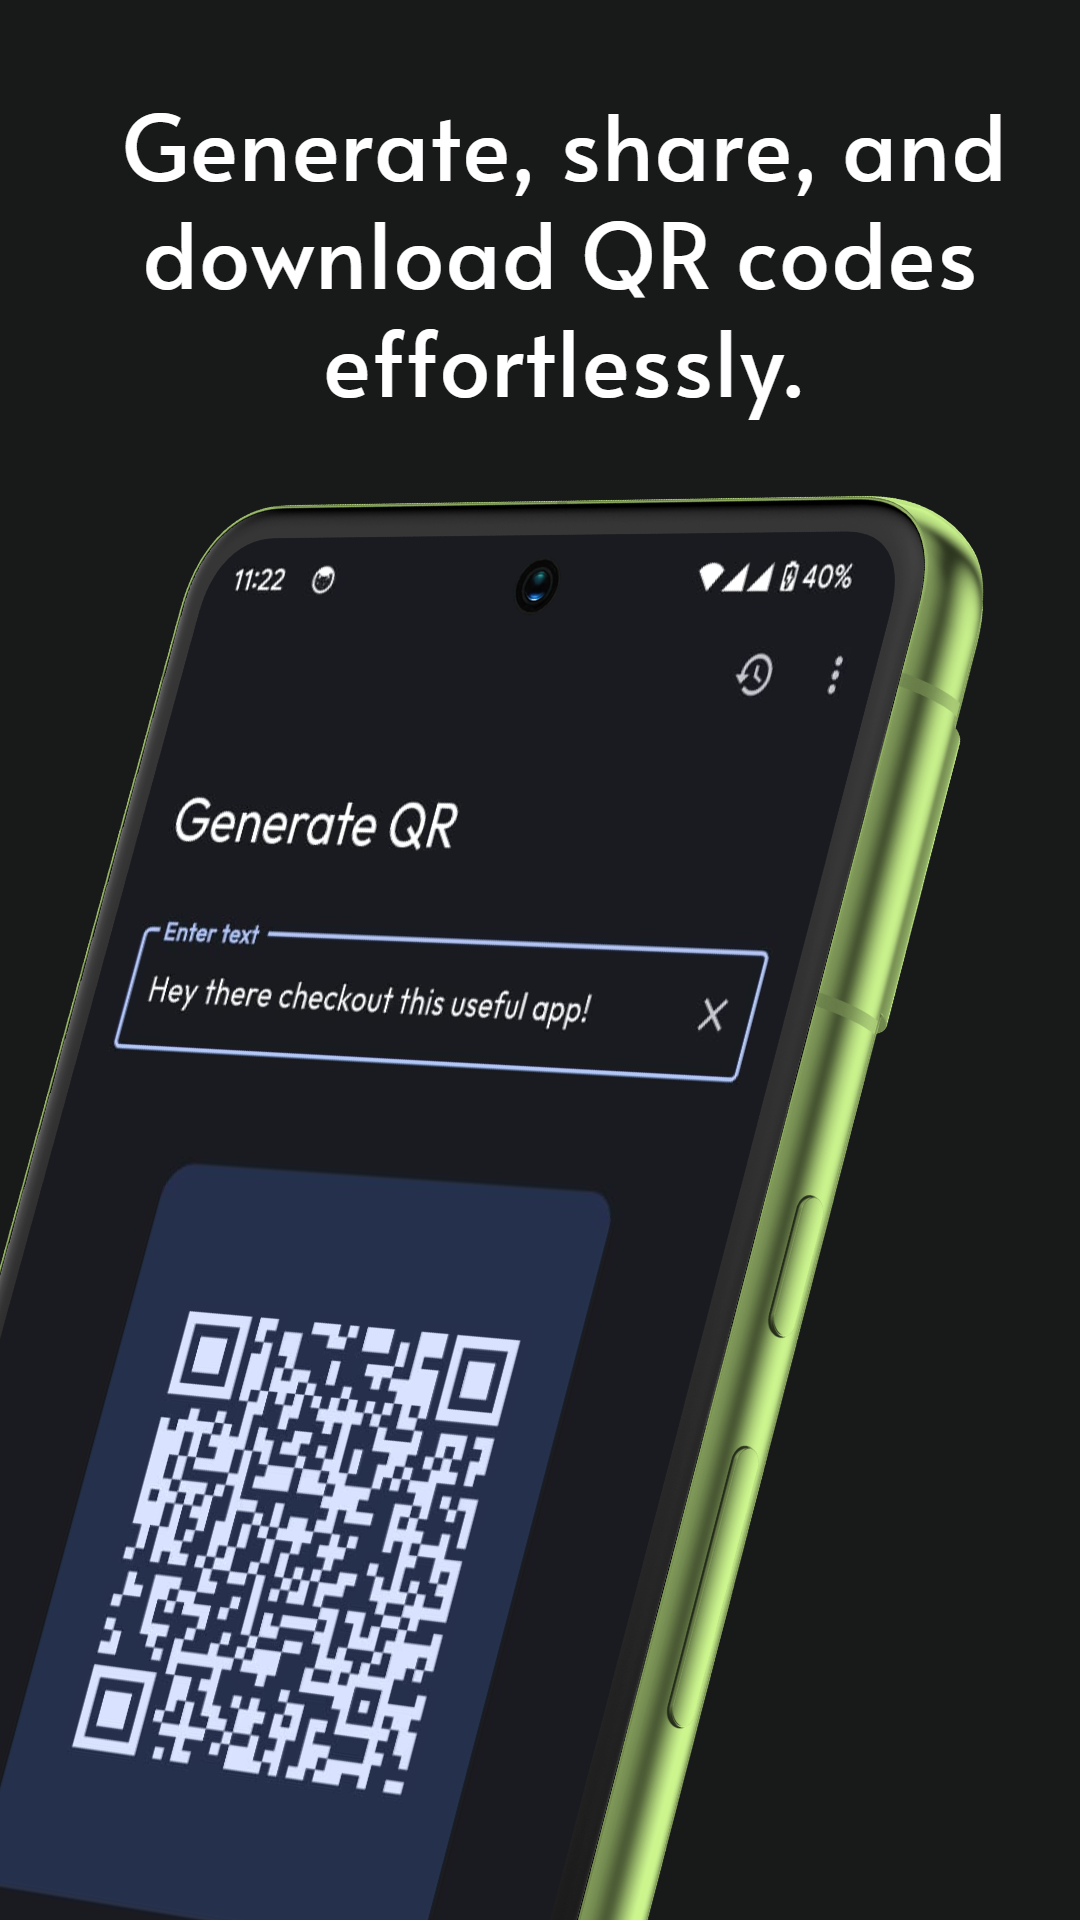 Generate, share, and
download QR codes
effortlessly.
11:22 40%
Generate QR
Enter text
Hey there checkout this useful app!